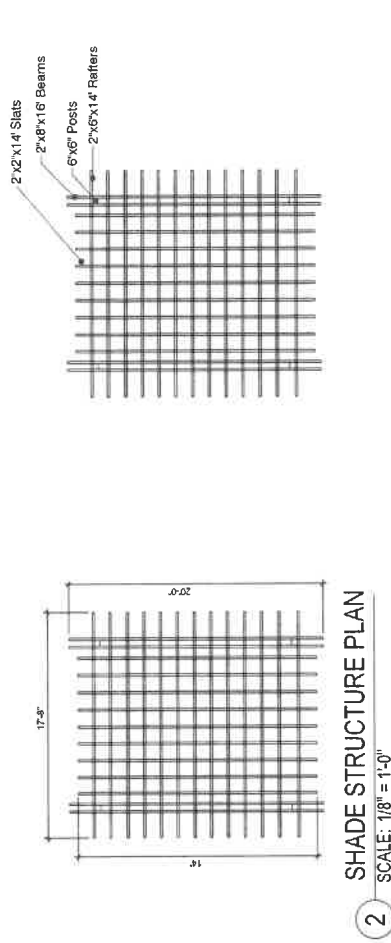 2"x2"x14' Slats
2"x8"x16' Beams
6"x6" Posts
2"x6"x14' Rafters
17'-8"
20'-0"
14'
2
SHADE STRUCTURE PLAN
SCALE: 1/8" = 1'-0"